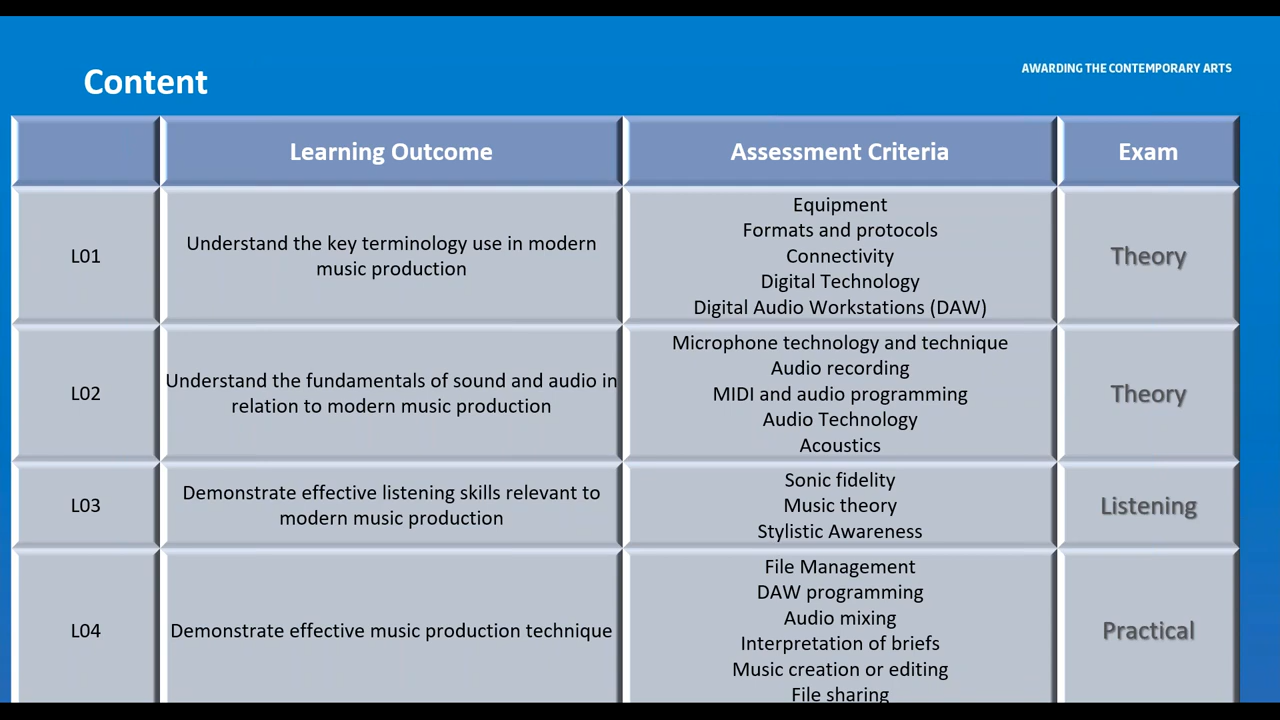 Content
AWARDING THE CONTEMPORARY ARTS
Learning Outcome
Assessment Criteria
Exam
L01
Understand the key terminology use in modern
music production
Equipment
Formats and protocols
Connectivity
Digital Technology
Digital Audio Workstations (DAW)
Theory
L02
Understand the fundamentals of sound and audio in
relation to modern music production
Microphone technology and technique
Audio recording
MIDI and audio programming
Audio Technology
Acoustics
Theory
L03
Demonstrate effective listening skills relevant to
modern music production
Sonic fidelity
Music theory
Stylistic Awareness
Listening
L04
Demonstrate effective music production technique
File Management
DAW programming
Audio mixing
Interpretation of briefs
Music creation or editing
File sharing
Practical